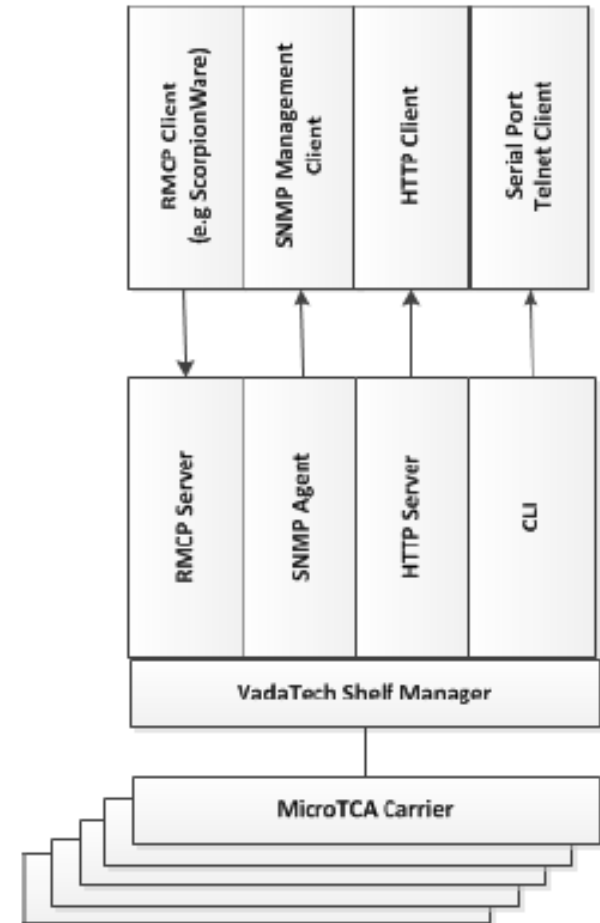 RMCP Client
(e.g ScorpionWare)
SNMP Management
Client
HTTP Client
Serial Port
Telnet Client
RMCP Server
SNMP Agent
HTTP Server
CLI
VadaTech Shelf Manager
MicroTCA Carrier